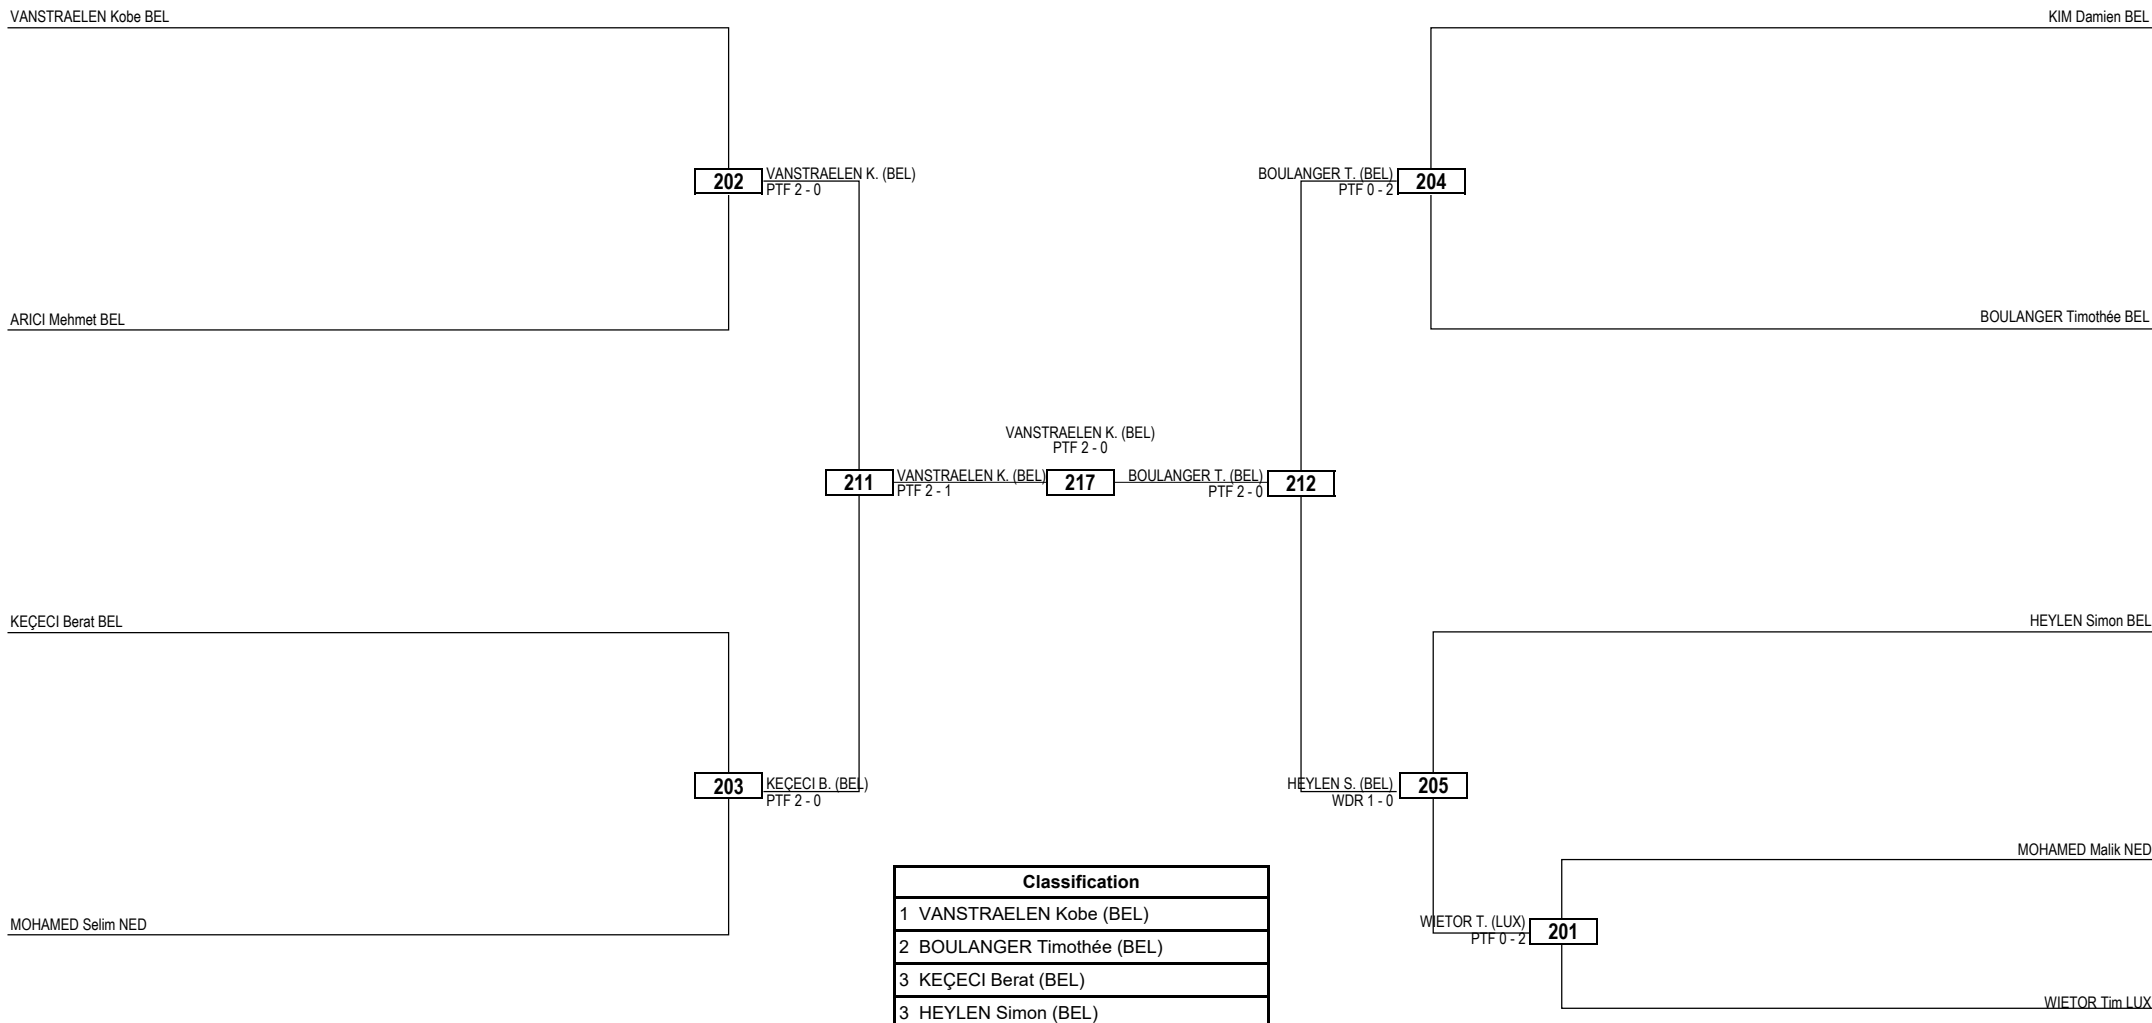 VANSTRAELEN Kobe BEL
KIM Damien BEL
202
VANSTRAELEN K. (BEL)
PTF 2 - 0
BOULANGER T. (BEL)
PTF 0 - 2
204
ARICI Mehmet BEL
BOULANGER Timothée BEL
VANSTRAELEN K. (BEL)
PTF 2 - 0
211
VANSTRAELEN K. (BEL)
PTF 2 - 1
217
BOULANGER T. (BEL)
PTF 2 - 0
212
KEÇECI Berat BEL
HEYLEN Simon BEL
203
KEÇECI B. (BEL)
PTF 2 - 0
HEYLEN S. (BEL)
WDR 1 - 0
205
MOHAMED Malik NED
MOHAMED Selim NED
WIETOR T. (LUX)
PTF 0 - 2
201
WIETOR Tim LUX
Classification
1 VANSTRAELEN Kobe (BEL)
2 BOULANGER Timothée (BEL)
3 KEÇECI Berat (BEL)
3 HEYLEN Simon (BEL)